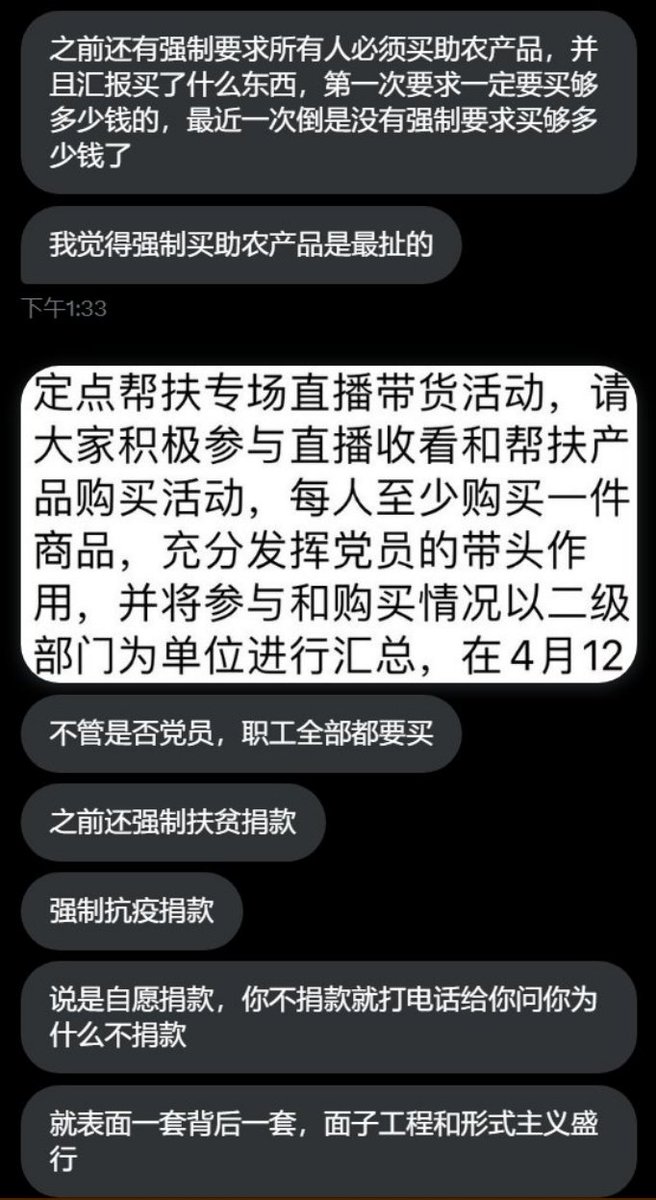 之前还有强制要求所有人必须买助农产品，并
且汇报买了什么东西，第一次要求一定要买够
多少钱的，最近一次倒是没有强制要求买够多
少钱了
我觉得强制买助农产品是最扯的
下午1:33
定点帮扶专场直播带货活动，请
大家积极参与直播收看和帮扶产
品购买活动，每人至少购买一件
商品，充分发挥党员的带头作
用，并将参与和购买情况以二级
部门为单位进行汇总，在4月12
不管是否党员，职工全部都要买
之前还强制扶贫捐款
强制抗疫捐款
说是自愿捐款，你不捐款就打电话给你问你为
什么不捐款
就表面一套背后一套，面子工程和形式主义盛
行